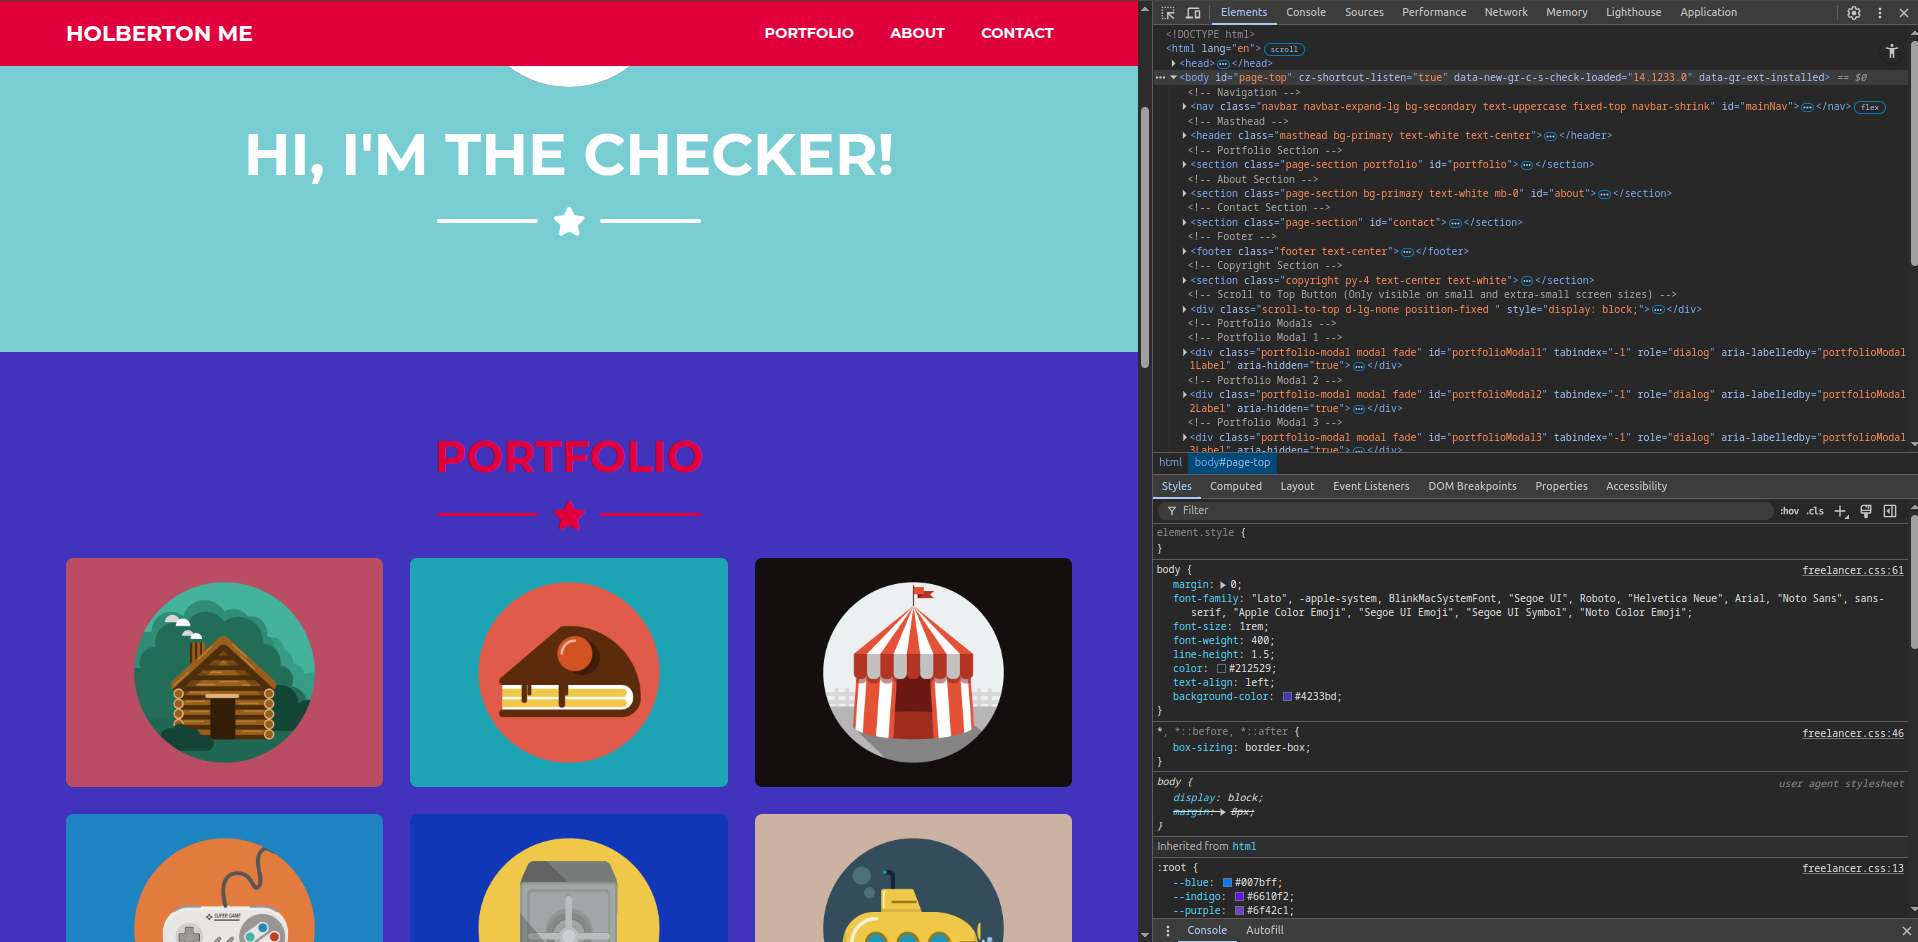 HOLBERTON ME
PORTFOLIO ABOUT CONTACT
HI, I'M THE CHECKER!
PORTFOLIO
SUPER GAME
Elements Console Sources Performance Network Memory Lighthouse Application
<!DOCTYPE html>
<html lang="en"> scroll
<head> ··· </head>
··· <body id="page-top" cz-shortcut-listen="true" data-new-gr-c-s-check-loaded="14.1233.0" data-gr-ext-installed> == $0
<!-- Navigation -->
<nav class="navbar navbar-expand-lg bg-secondary text-uppercase fixed-top navbar-shrink" id="mainNav"> ··· </nav> flex
<!-- Masthead -->
<header class="masthead bg-primary text-white text-center"> ··· </header>
<!-- Portfolio Section -->
<section class="page-section portfolio" id="portfolio"> ··· </section>
<!-- About Section -->
<section class="page-section bg-primary text-white mb-0" id="about"> ··· </section>
<!-- Contact Section -->
<section class="page-section" id="contact"> ··· </section>
<!-- Footer -->
<footer class="footer text-center"> ··· </footer>
<!-- Copyright Section -->
<section class="copyright py-4 text-center text-white"> ··· </section>
<!-- Scroll to Top Button (Only visible on small and extra-small screen sizes) -->
<div class="scroll-to-top d-lg-none position-fixed " style="display: block;"> ··· </div>
<!-- Portfolio Modals -->
<!-- Portfolio Modal 1 -->
<div class="portfolio-modal modal fade" id="portfolioModal1" tabindex="-1" role="dialog" aria-labelledby="portfolioModal
1Label" aria-hidden="true"> ··· </div>
<!-- Portfolio Modal 2 -->
<div class="portfolio-modal modal fade" id="portfolioModal2" tabindex="-1" role="dialog" aria-labelledby="portfolioModal
2Label" aria-hidden="true"> ··· </div>
<!-- Portfolio Modal 3 -->
<div class="portfolio-modal modal fade" id="portfolioModal3" tabindex="-1" role="dialog" aria-labelledby="portfolioModal
3Label" aria-hidden="true"> ··· </div>
html body#page-top
Styles Computed Layout Event Listeners DOM Breakpoints Properties Accessibility
Filter :hov .cls
element.style {
}
body { freelancer.css:61
margin: 0;
font-family: "Lato", -apple-system, BlinkMacSystemFont, "Segoe UI", Roboto, "Helvetica Neue", Arial, "Noto Sans", sans-
serif, "Apple Color Emoji", "Segoe UI Emoji", "Segoe UI Symbol", "Noto Color Emoji";
font-size: 1rem;
font-weight: 400;
line-height: 1.5;
color: #212529;
text-align: left;
background-color: #4233bd;
}
*, *::before, *::after { freelancer.css:46
box-sizing: border-box;
}
body { user agent stylesheet
display: block;
margin: 8px;
}
Inherited from html
:root { freelancer.css:13
--blue: #007bff;
--indigo: #6610f2;
--purple: #6f42c1;
Console Autofill